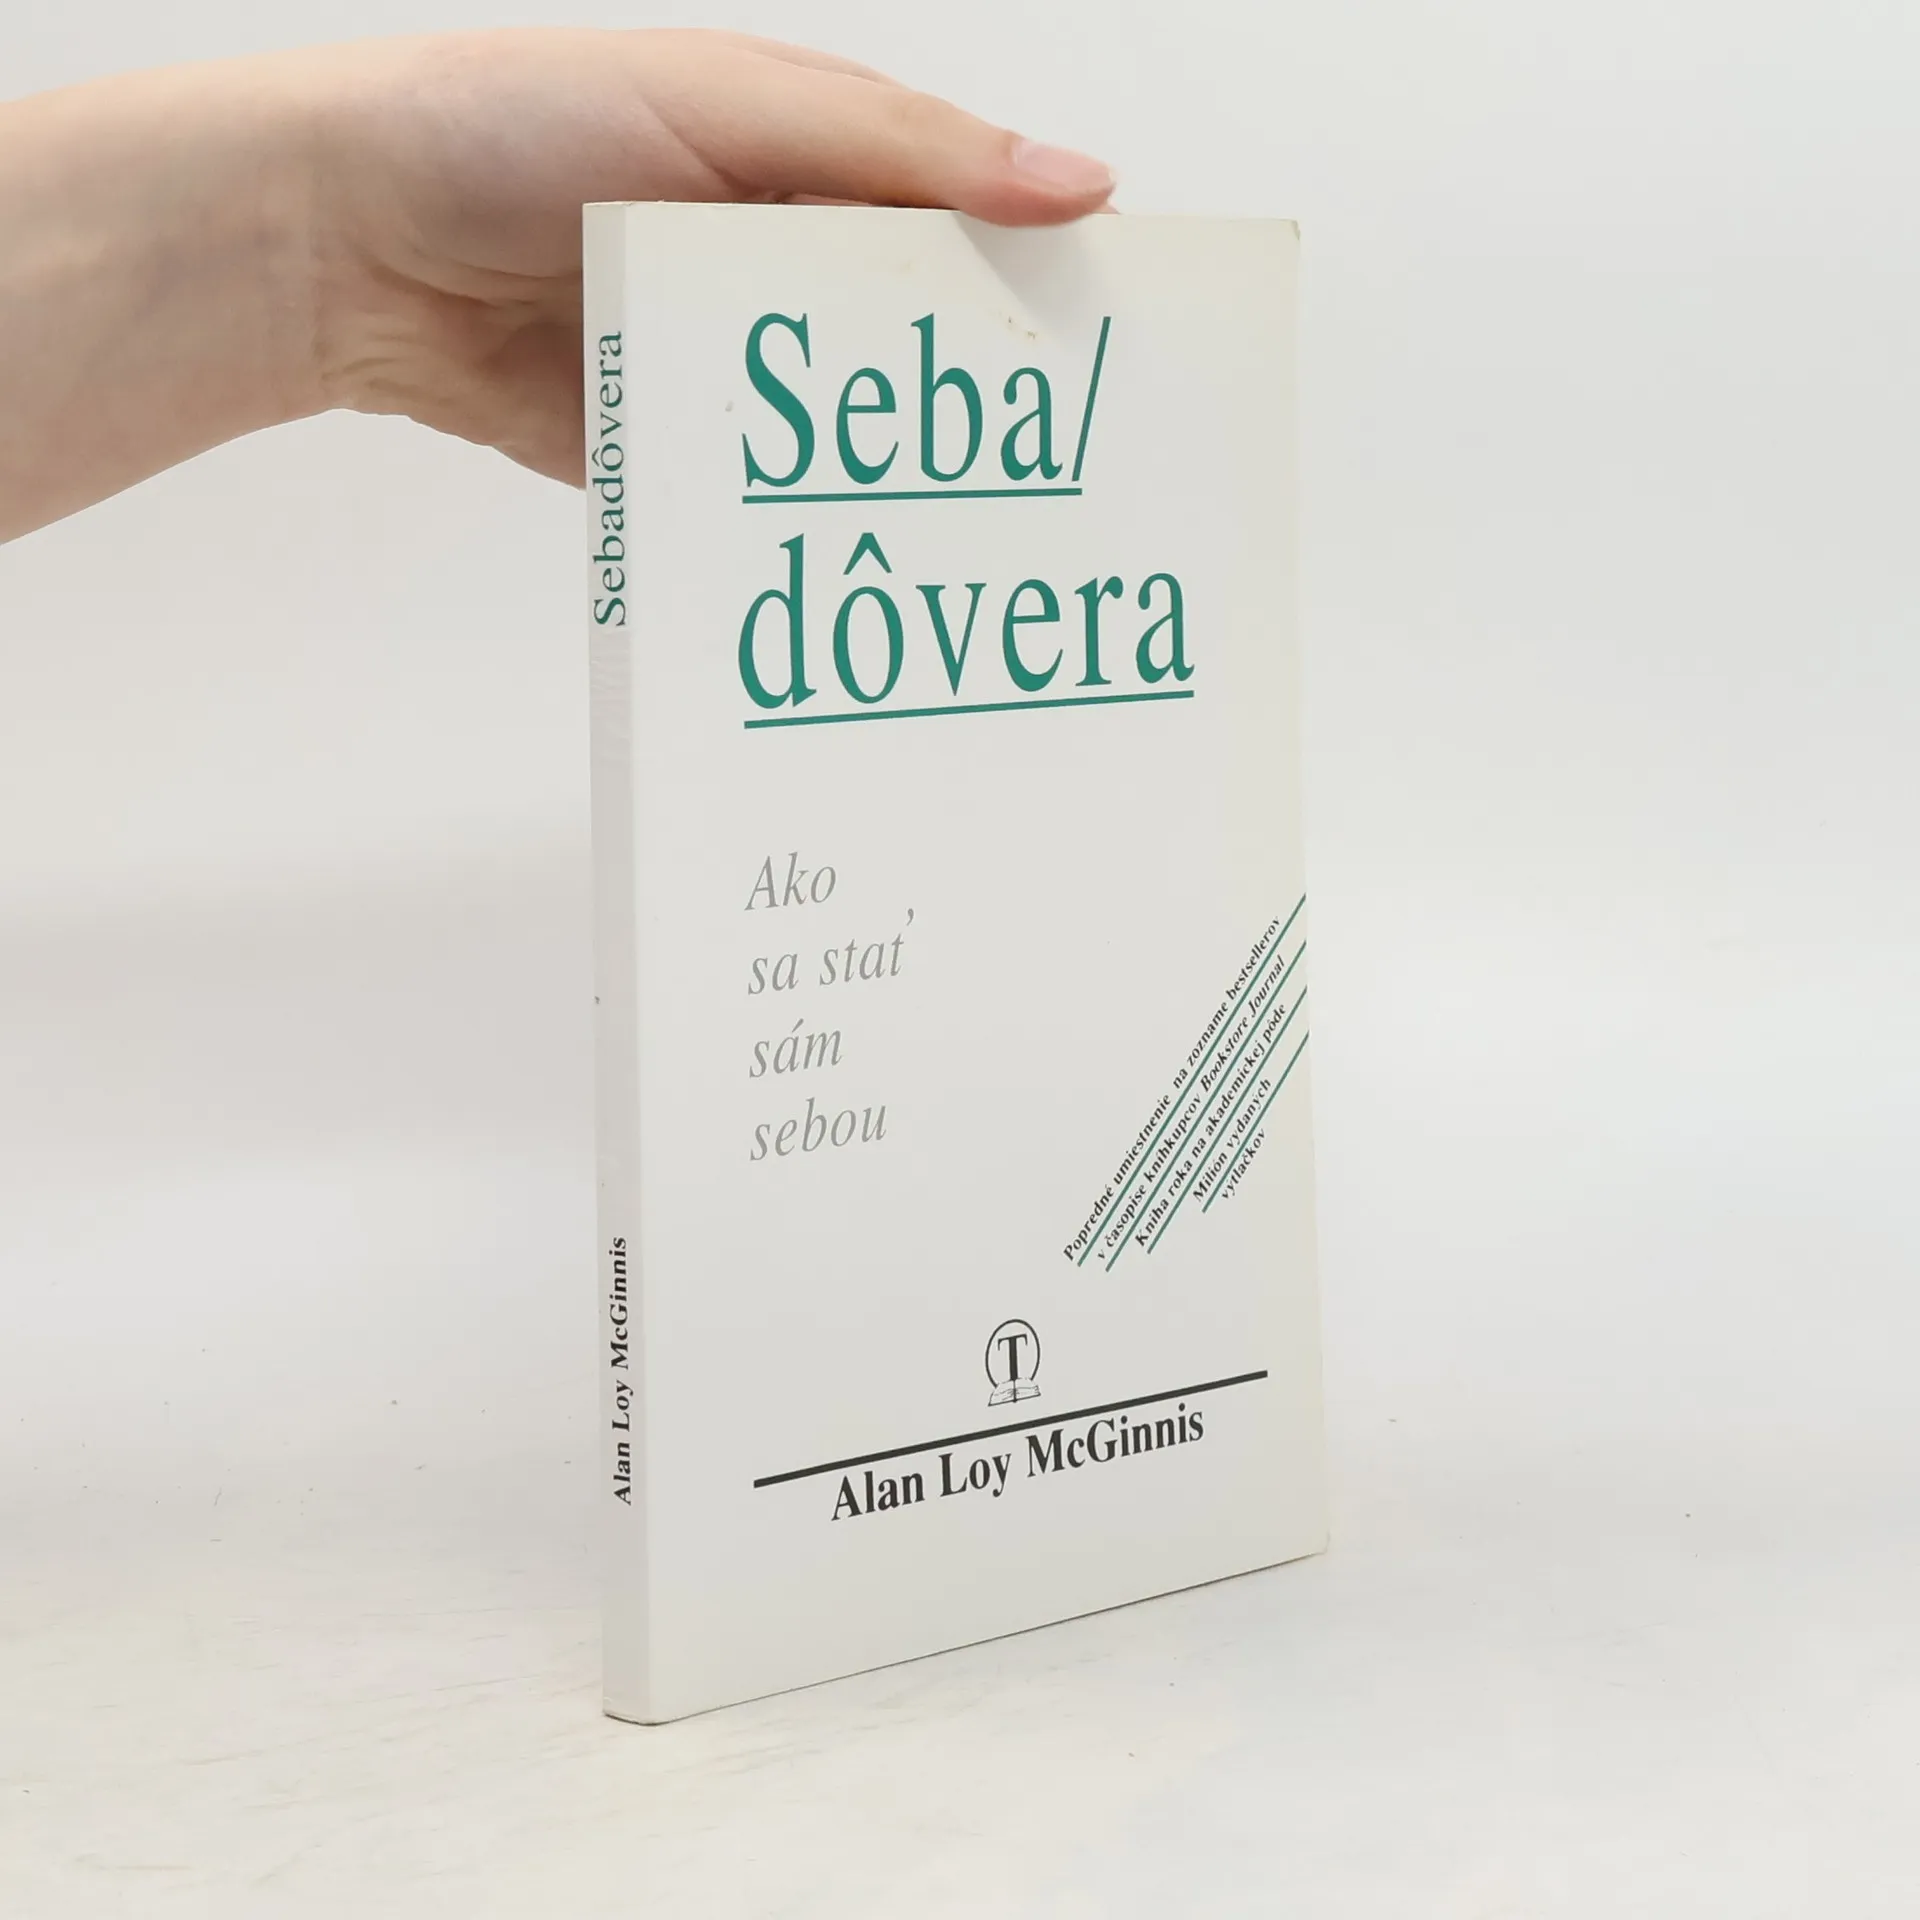 Sebadôvera
Alan Loy McGinnis
Seba/
dôvera
Ako
sa stať
sám
sebou
Popredné umiestnenie na zozname bestsellerov
v časopise kníhkupcov Bookstore Journal
Kniha roka na akademickej pôde
Milión vydaných
výtlačkov
T
Alan Loy McGinnis